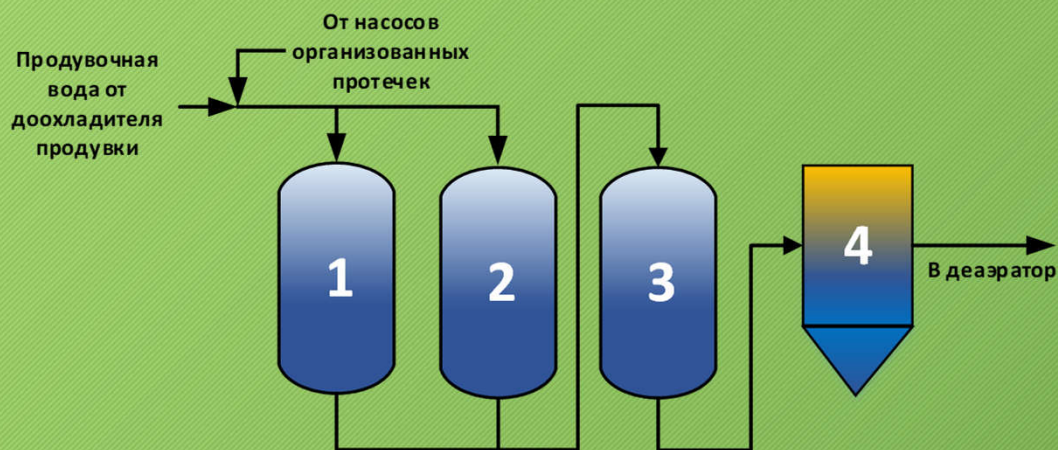 От насосов
организованных
протечек
Продувочная
вода от
доохладителя
продувки
1
2
3
4
В деаэратор